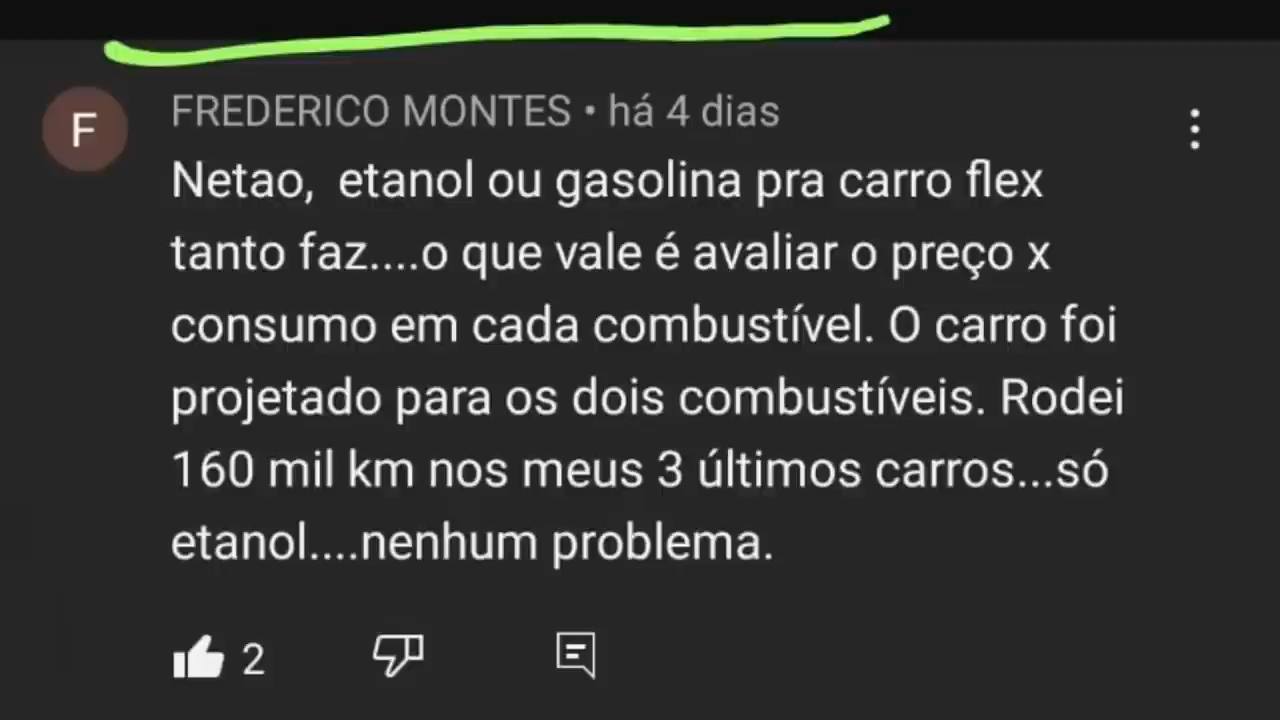 F
FREDERICO MONTES • há 4 dias
Netao, etanol ou gasolina pra carro flex
tanto faz....o que vale é avaliar o preço x
consumo em cada combustível. O carro foi
projetado para os dois combustíveis. Rodei
160 mil km nos meus 3 últimos carros...só
etanol....nenhum problema.
2